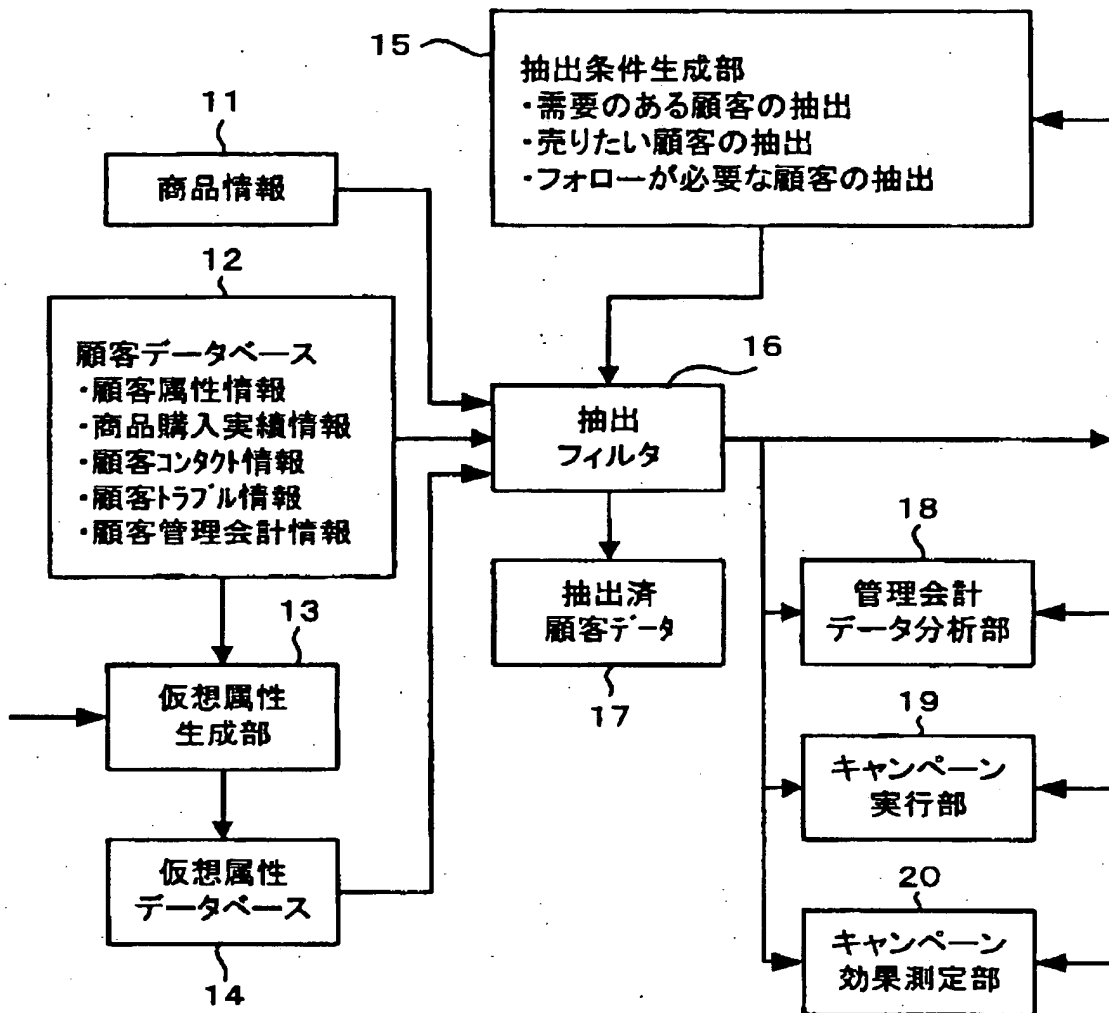 15
抽出条件生成部
・需要のある顧客の抽出
・売りたい顧客の抽出
・フォローが必要な顧客の抽出
11
商品情報
12
顧客データベース
・顧客属性情報
・商品購入実績情報
・顧客コンタクト情報
・顧客トラブル情報
・顧客管理会計情報
16
抽出
フィルタ
13
仮想属性
生成部
抽出済
顧客データ
17
18
管理会計
データ分析部
19
キャンペーン
実行部
仮想属性
データベース
14
20
キャンペーン
効果測定部